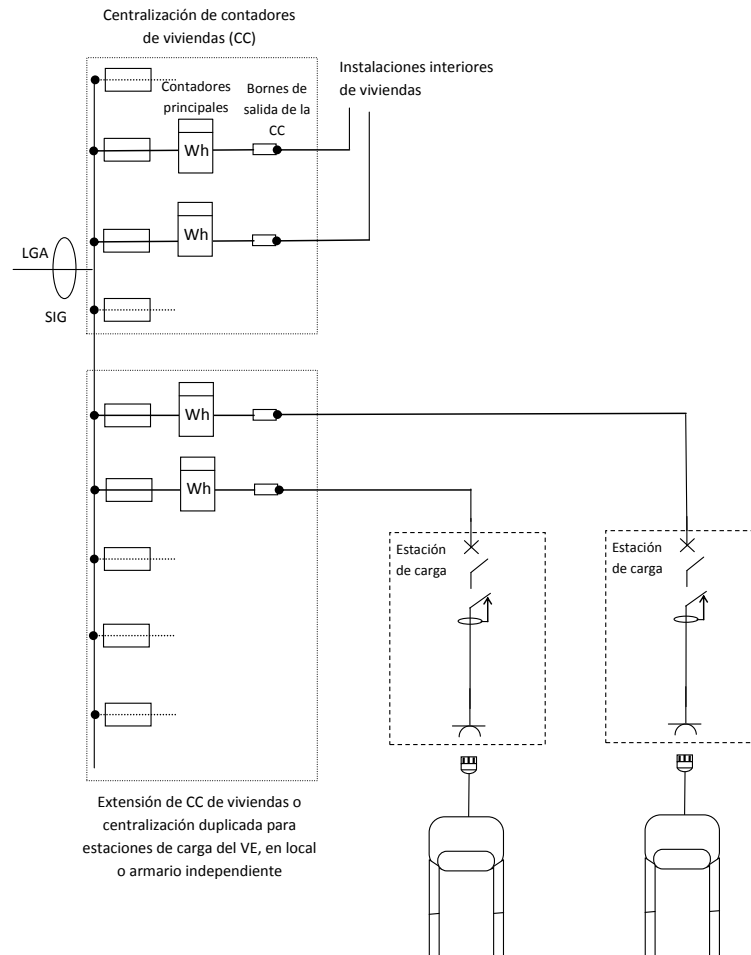 Centralización de contadores
de viviendas (CC)
Instalaciones interiores
de viviendas
Contadores
principales
Bornes de
salida de la
CC
Wh
Wh
LGA
SIG
Wh
Wh
Estación
de carga
Estación
de carga
Extensión de CC de viviendas o
centralización duplicada para
estaciones de carga del VE, en local
o armario independiente